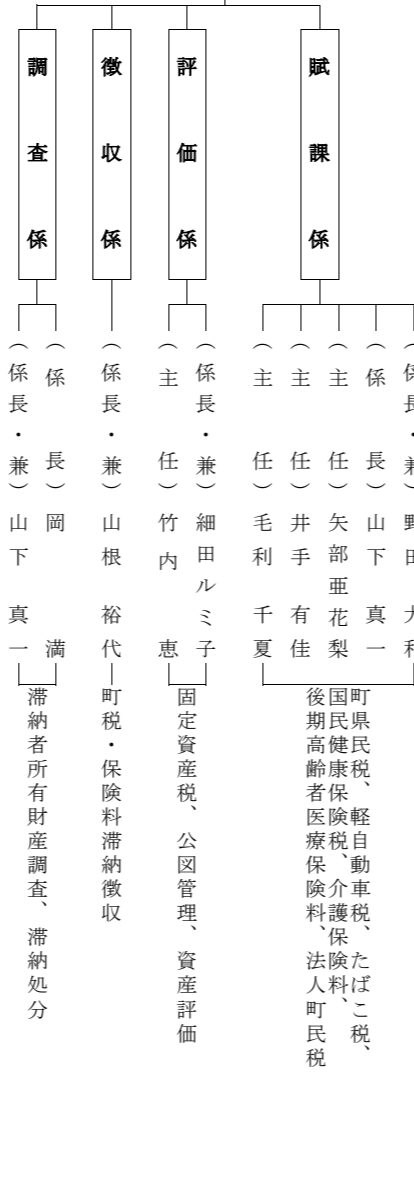 賦課係
(係長・兼) 野田 大和
(係長) 山下 真一
(主任) 矢部亜花梨
(主任) 井手 有佳
(主任) 毛利 千夏
町県民税、軽自動車税、たばこ税、
国民健康保険税、介護保険料、
後期高齢者医療保険料、法人町民税
評価係
(係長・兼) 細田ルミ子
(主任) 竹内 恵
固定資産税、公図管理、資産評価
徴収係
(係長・兼) 山根 裕代
町税・保険料滞納徴収
調査係
(係長) 岡 満
(係長・兼) 山下 真一
滞納者所有財産調査、滞納処分